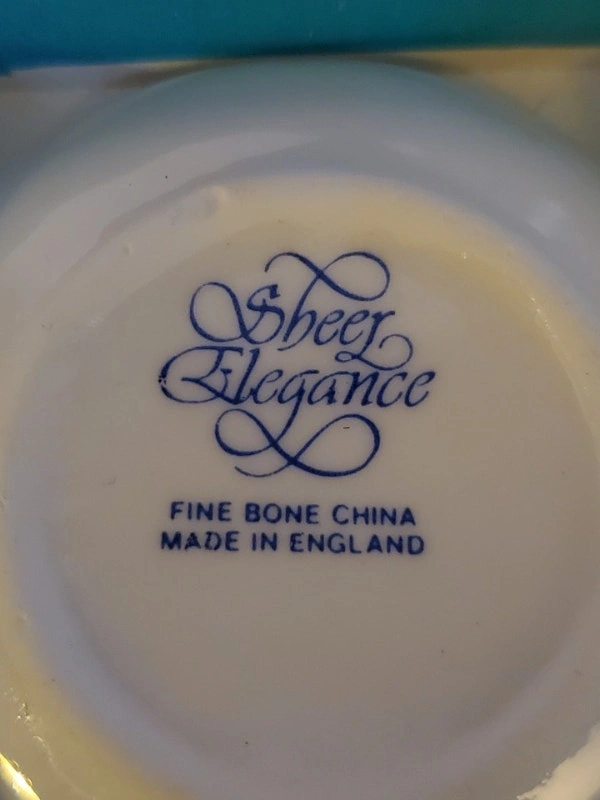 Sheer
Elegance
FINE BONE CHINA
MADE IN ENGLAND